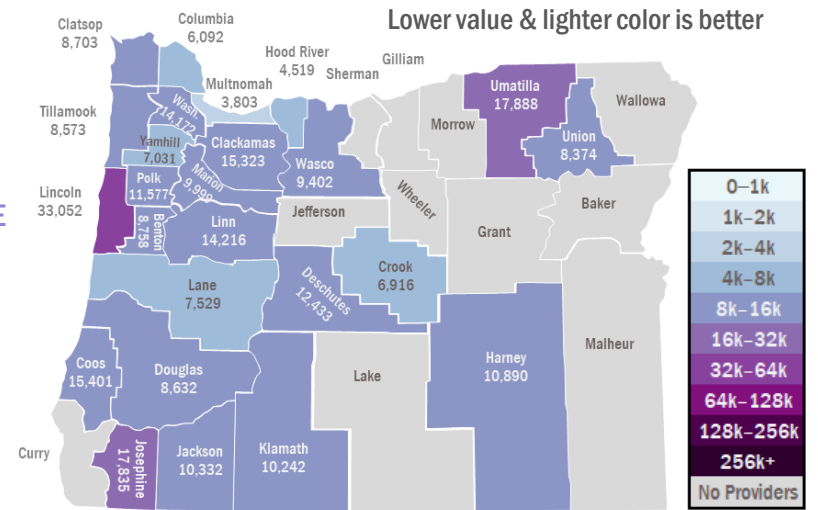 Lower value & lighter color is better
Clatsop
8,703
Columbia
6,092
Hood River
4,519
Sherman
Gilliam
Multnomah
3,803
Umatilla
17,888
Wallowa
Tillamook
8,573
Wash.
14,172
Morrow
Union
8,374
Yamhill
7,031
Clackamas
15,323
Wasco
9,402
Marion
9,999
Polk
11,577
Lincoln
33,052
Wheeler
Baker
Jefferson
Grant
Benton
8,758
Linn
14,216
Crook
6,916
Lane
7,529
Deschutes
12,433
Malheur
Coos
15,401
Douglas
8,632
Lake
Harney
10,890
Curry
Josephine
17,835
Jackson
10,332
Klamath
10,242
0–1k
1k–2k
2k–4k
4k–8k
8k–16k
16k–32k
32k–64k
64k–128k
128k–256k
256k+
No Providers